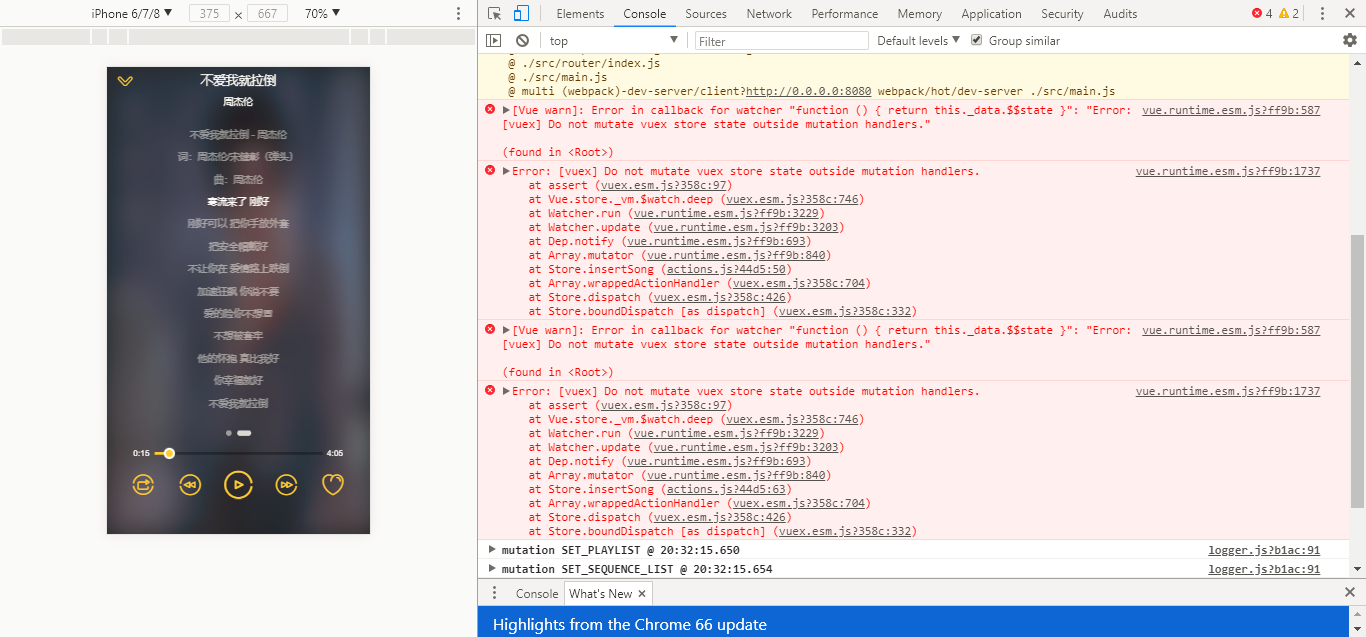 iPhone 6/7/8 ▼ 375 × 667 70% ▼
Elements Console Sources Network Performance Memory Application Security Audits 4 2
top ▼ Filter Default levels ▼ Group similar
@ ./src/router/index.js
@ ./src/main.js
@ multi (webpack)-dev-server/client?http://0.0.0.0:8080 webpack/hot/dev-server ./src/main.js
▶[Vue warn]: Error in callback for watcher "function () { return this._data.$$state }": "Error: vue.runtime.esm.js?ff9b:587
[vuex] Do not mutate vuex store state outside mutation handlers."
(found in <Root>)
▶Error: [vuex] Do not mutate vuex store state outside mutation handlers. vue.runtime.esm.js?ff9b:1737
at assert (vuex.esm.js?358c:97)
at Vue.store._vm.$watch.deep (vuex.esm.js?358c:746)
at Watcher.run (vue.runtime.esm.js?ff9b:3229)
at Watcher.update (vue.runtime.esm.js?ff9b:3203)
at Dep.notify (vue.runtime.esm.js?ff9b:693)
at Array.mutator (vue.runtime.esm.js?ff9b:840)
at Store.insertSong (actions.js?44d5:50)
at Array.wrappedActionHandler (vuex.esm.js?358c:704)
at Store.dispatch (vuex.esm.js?358c:426)
at Store.boundDispatch [as dispatch] (vuex.esm.js?358c:332)
▶[Vue warn]: Error in callback for watcher "function () { return this._data.$$state }": "Error: vue.runtime.esm.js?ff9b:587
[vuex] Do not mutate vuex store state outside mutation handlers."
(found in <Root>)
▶Error: [vuex] Do not mutate vuex store state outside mutation handlers. vue.runtime.esm.js?ff9b:1737
at assert (vuex.esm.js?358c:97)
at Vue.store._vm.$watch.deep (vuex.esm.js?358c:746)
at Watcher.run (vue.runtime.esm.js?ff9b:3229)
at Watcher.update (vue.runtime.esm.js?ff9b:3203)
at Dep.notify (vue.runtime.esm.js?ff9b:693)
at Array.mutator (vue.runtime.esm.js?ff9b:840)
at Store.insertSong (actions.js?44d5:63)
at Array.wrappedActionHandler (vuex.esm.js?358c:704)
at Store.dispatch (vuex.esm.js?358c:426)
at Store.boundDispatch [as dispatch] (vuex.esm.js?358c:332)
▶ mutation SET_PLAYLIST @ 20:32:15.650 logger.js?b1ac:91
▶ mutation SET_SEQUENCE_LIST @ 20:32:15.654 logger.js?b1ac:91
Console What's New ×
Highlights from the Chrome 66 update
不爱我就拉倒
周杰伦
不爱我就拉倒 - 周杰伦
词：周杰伦/宋健彰（弹头）
曲：周杰伦
寒流来了 刚好
刚好可以 把你手放外套
把安全帽戴好
不让你在 爱情路上跌倒
加速狂飙 你说不要
爱的脸你不想声
不想被套牢
他的怀抱 真比我好
你幸福就好
不爱我就拉倒
0:15 4:05